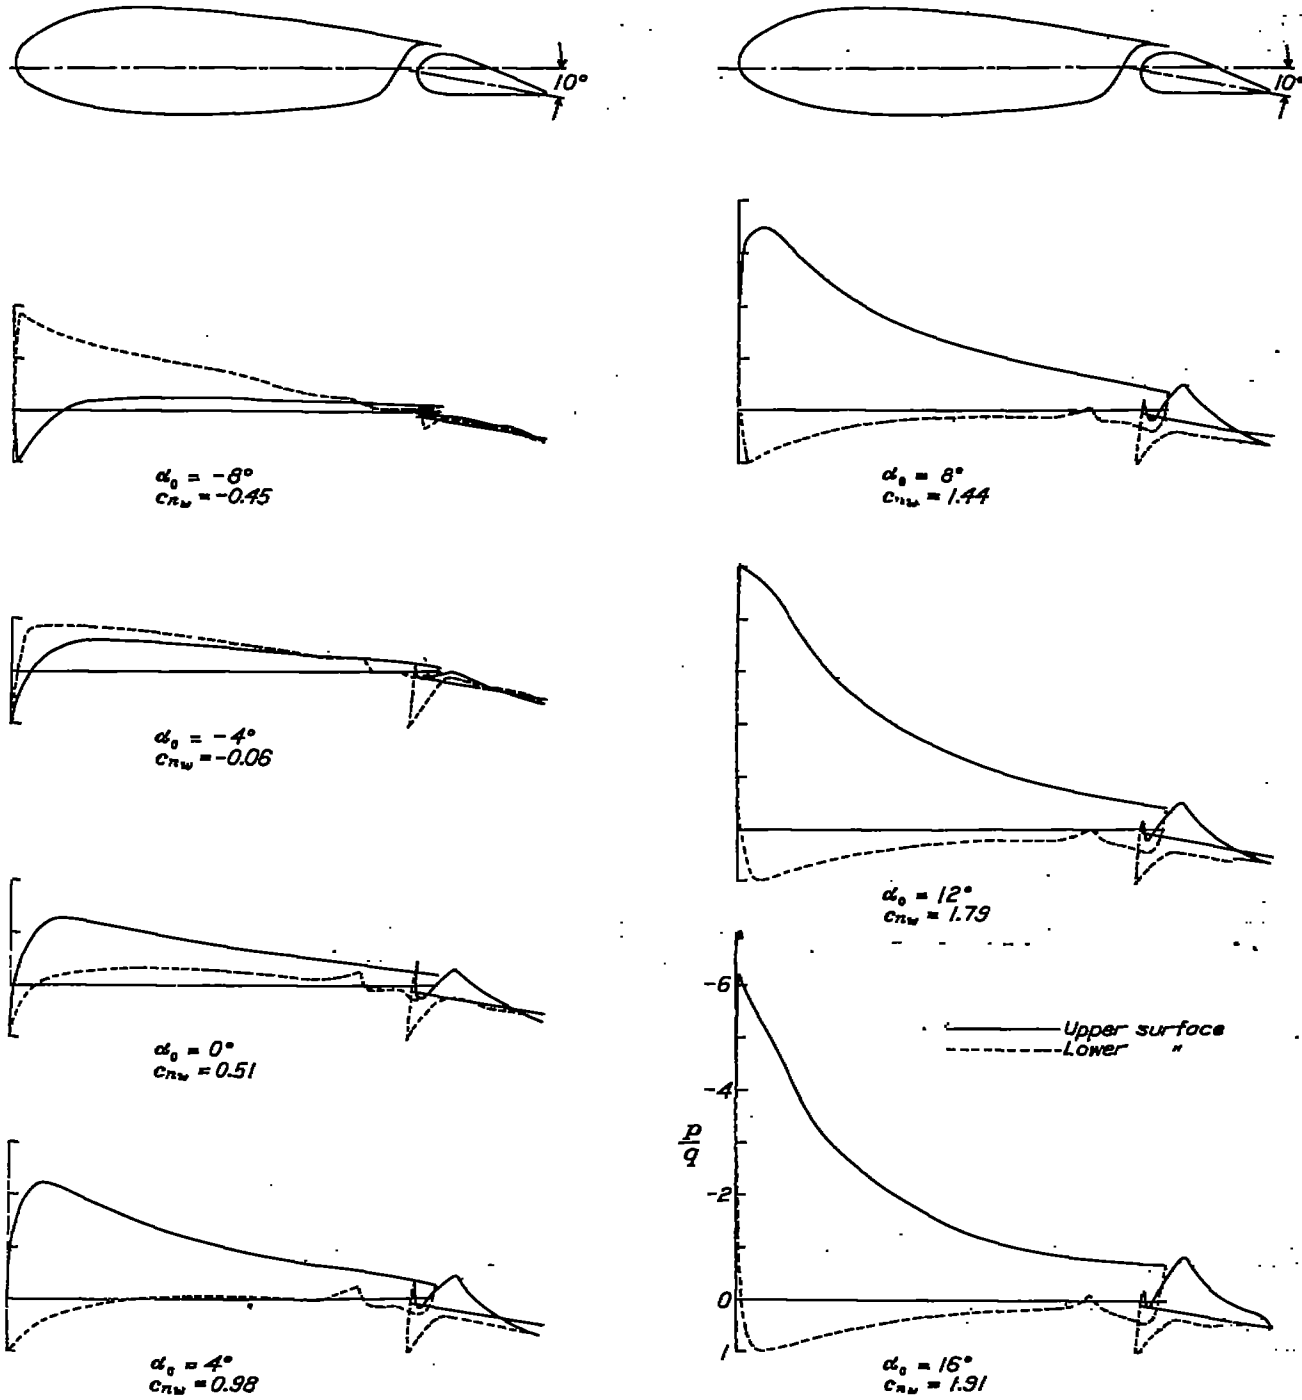 10°
10°
α₀ = -8°
cₙw = -0.45
α₀ = -4°
cₙw = -0.06
α₀ = 0°
cₙw = 0.51
α₀ = 4°
cₙw = 0.98
α₀ = 8°
cₙw = 1.44
α₀ = 12°
cₙw = 1.79
-6
Upper surface
Lower "
-4
p/q
-2
0
1
α₀ = 16°
cₙw = 1.91